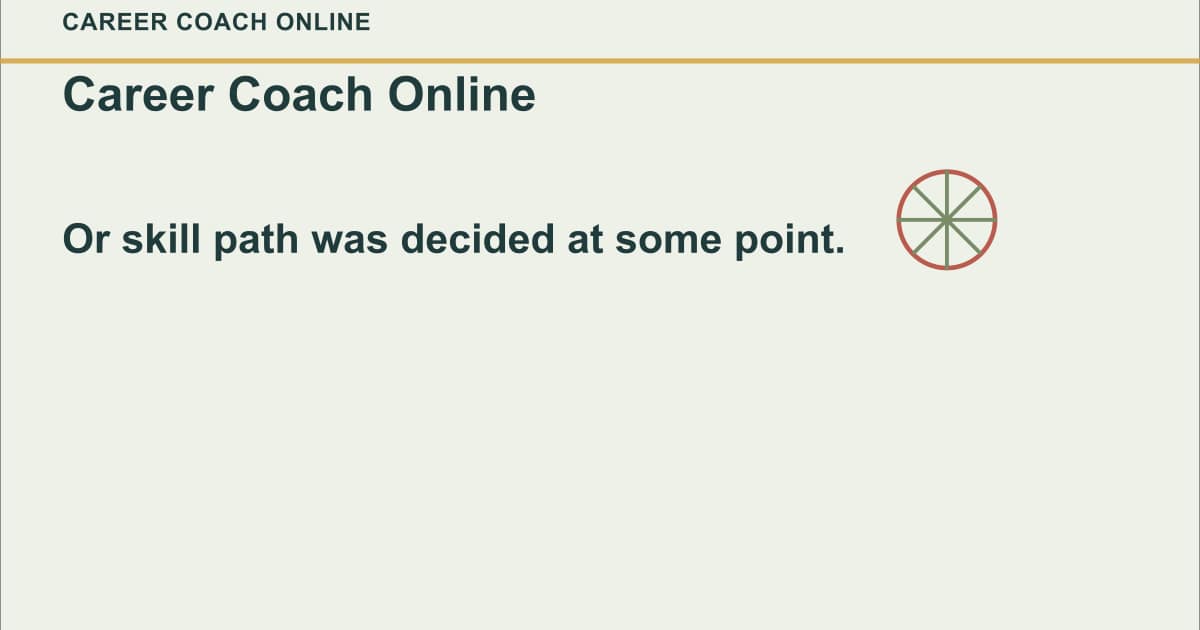 CAREER COACH ONLINE
Career Coach Online
Or skill path was decided at some point.